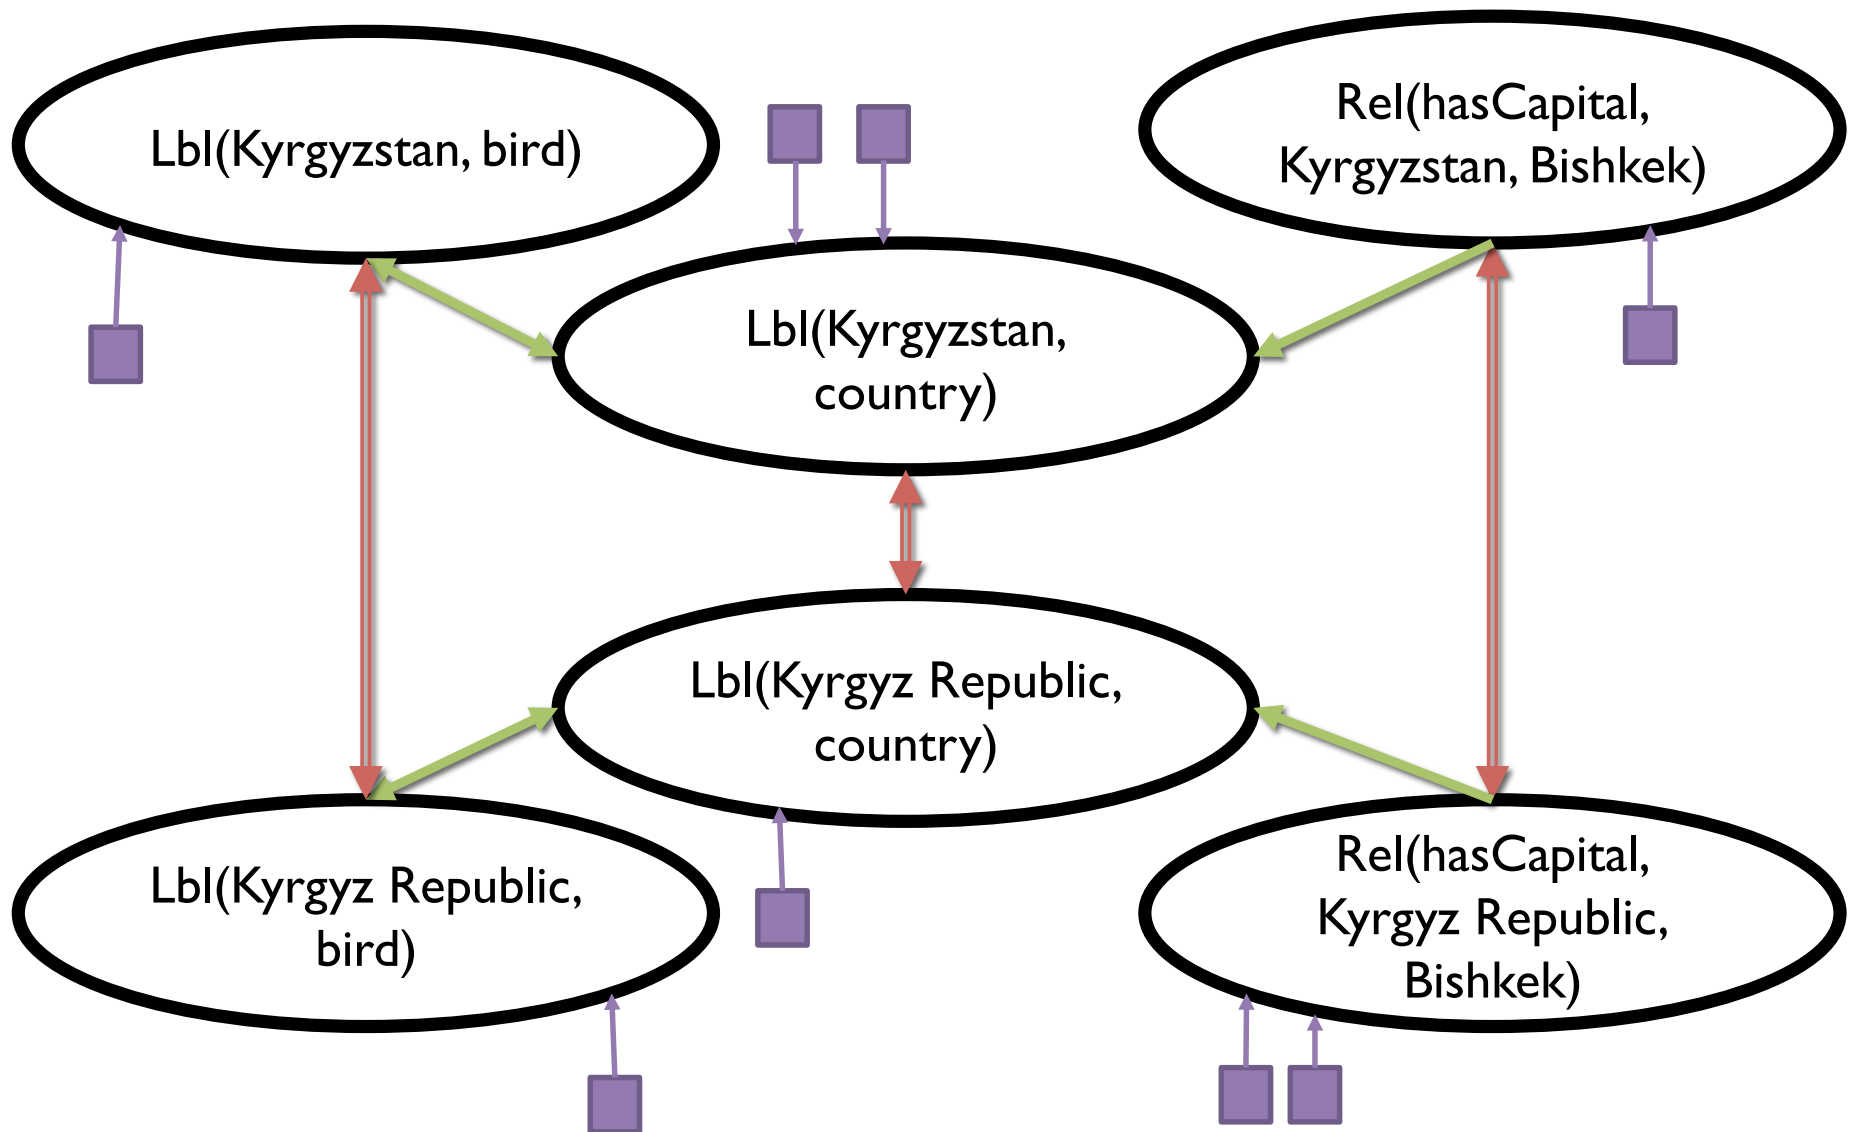 Lbl(Kyrgyzstan, bird)
Rel(hasCapital,
Kyrgyzstan, Bishkek)
Lbl(Kyrgyzstan,
country)
Lbl(Kyrgyz Republic,
country)
Lbl(Kyrgyz Republic,
bird)
Rel(hasCapital,
Kyrgyz Republic,
Bishkek)